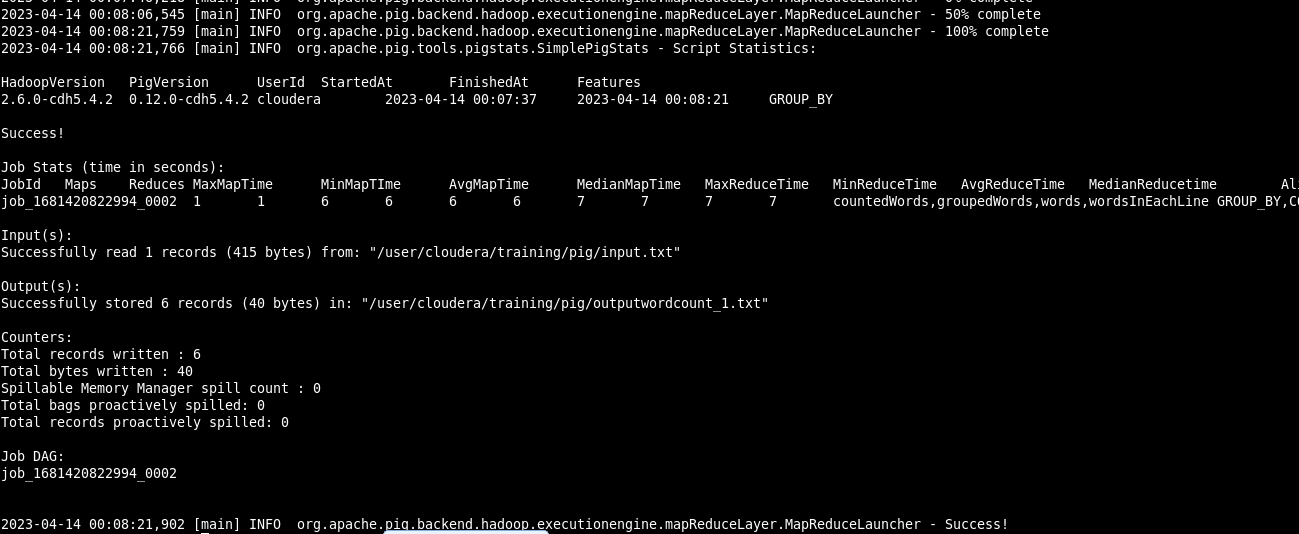 2023-04-14 00:08:06,545 [main] INFO  org.apache.pig.backend.hadoop.executionengine.mapReduceLayer.MapReduceLauncher - 50% complete
2023-04-14 00:08:21,759 [main] INFO  org.apache.pig.backend.hadoop.executionengine.mapReduceLayer.MapReduceLauncher - 100% complete
2023-04-14 00:08:21,766 [main] INFO  org.apache.pig.tools.pigstats.SimplePigStats - Script Statistics:
HadoopVersion   PigVersion      UserId  StartedAt       FinishedAt      Features
2.6.0-cdh5.4.2  0.12.0-cdh5.4.2 cloudera        2023-04-14 00:07:37     2023-04-14 00:08:21     GROUP_BY
Success!
Job Stats (time in seconds):
JobId   Maps    Reduces MaxMapTime      MinMapTIme      AvgMapTime      MedianMapTime   MaxReduceTime   MinReduceTime   AvgReduceTime   MedianReducetime        Al
job_1681420822994_0002  1       1       6       6       6       6       7       7       7       7       countedWords,groupedWords,words,wordsInEachLine GROUP_BY,CO
Input(s):
Successfully read 1 records (415 bytes) from: "/user/cloudera/training/pig/input.txt"
Output(s):
Successfully stored 6 records (40 bytes) in: "/user/cloudera/training/pig/outputwordcount_1.txt"
Counters:
Total records written : 6
Total bytes written : 40
Spillable Memory Manager spill count : 0
Total bags proactively spilled: 0
Total records proactively spilled: 0
Job DAG:
job_1681420822994_0002
2023-04-14 00:08:21,902 [main] INFO  org.apache.pig.backend.hadoop.executionengine.mapReduceLayer.MapReduceLauncher - Success!